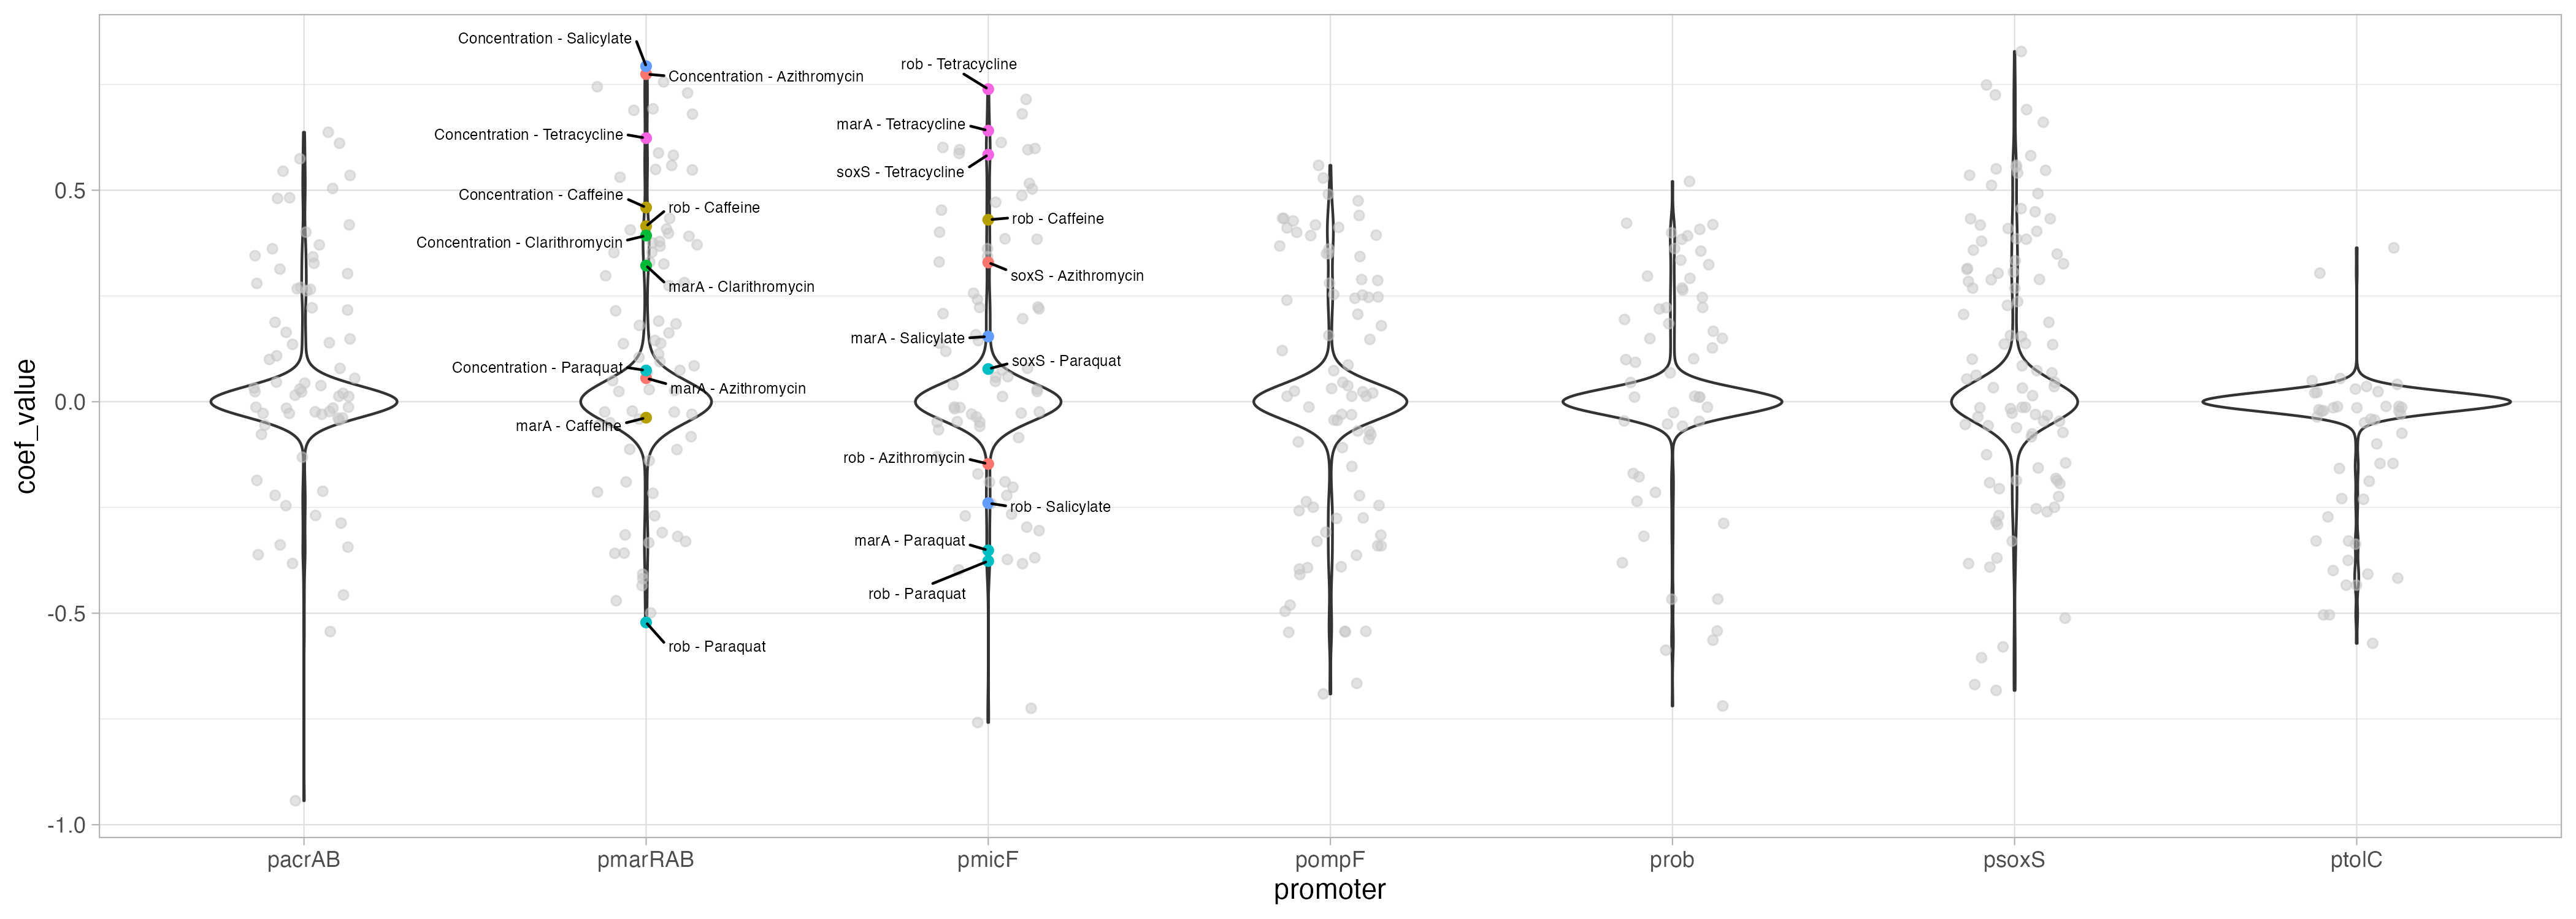 Concentration - Salicylate
rob - Tetracycline
Concentration - Azithromycin
marA - Tetracycline
Concentration - Tetracycline
soxS - Tetracycline
0.5
Concentration - Caffeine
rob - Caffeine
rob - Caffeine
Concentration - Clarithromycin
soxS - Azithromycin
marA - Clarithromycin
marA - Salicylate
soxS - Paraquat
Concentration - Paraquat
marA - Azithromycin
0.0
marA - Caffeine
rob - Azithromycin
rob - Salicylate
marA - Paraquat
rob - Paraquat
-0.5
rob - Paraquat
-1.0
coef_value
pacrAB
pmarRAB
pmicF
pompF
prob
psoxS
ptolC
promoter